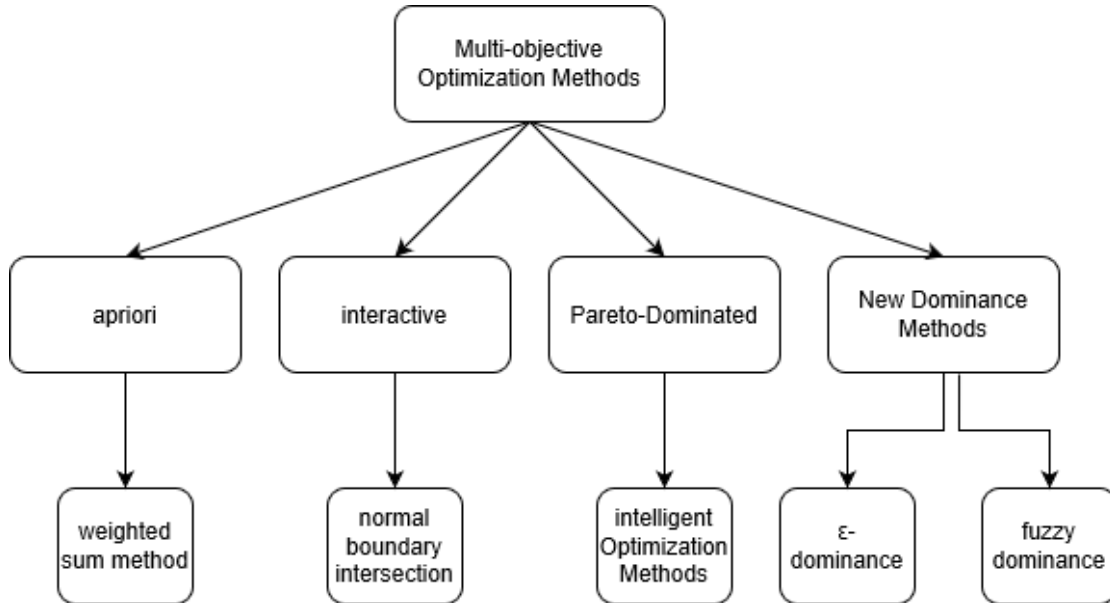 Multi-objective
Optimization Methods
apriori
interactive
Pareto-Dominated
New Dominance
Methods
weighted
sum method
normal
boundary
intersection
intelligent
Optimization
Methods
ε-
dominance
fuzzy
dominance